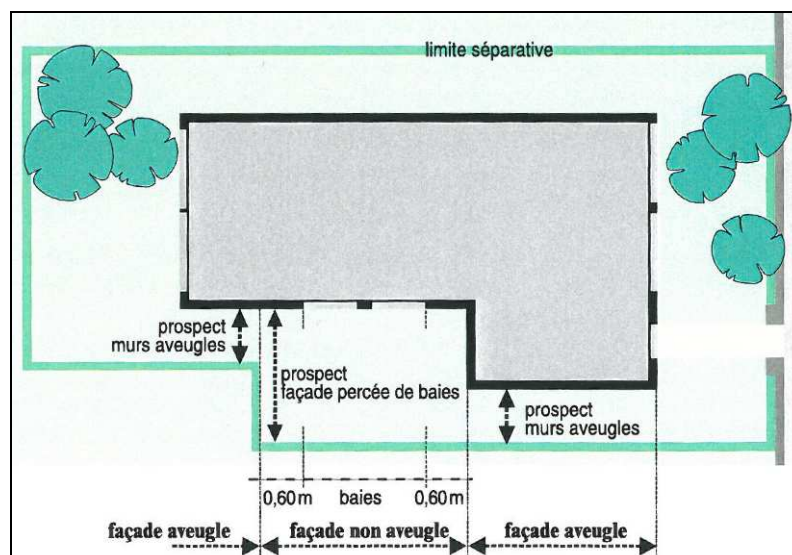 limite séparative
prospect
murs aveugles
prospect
façade percée de baies
prospect
murs aveugles
0,60 m baies 0,60 m
façade aveugle façade non aveugle façade aveugle